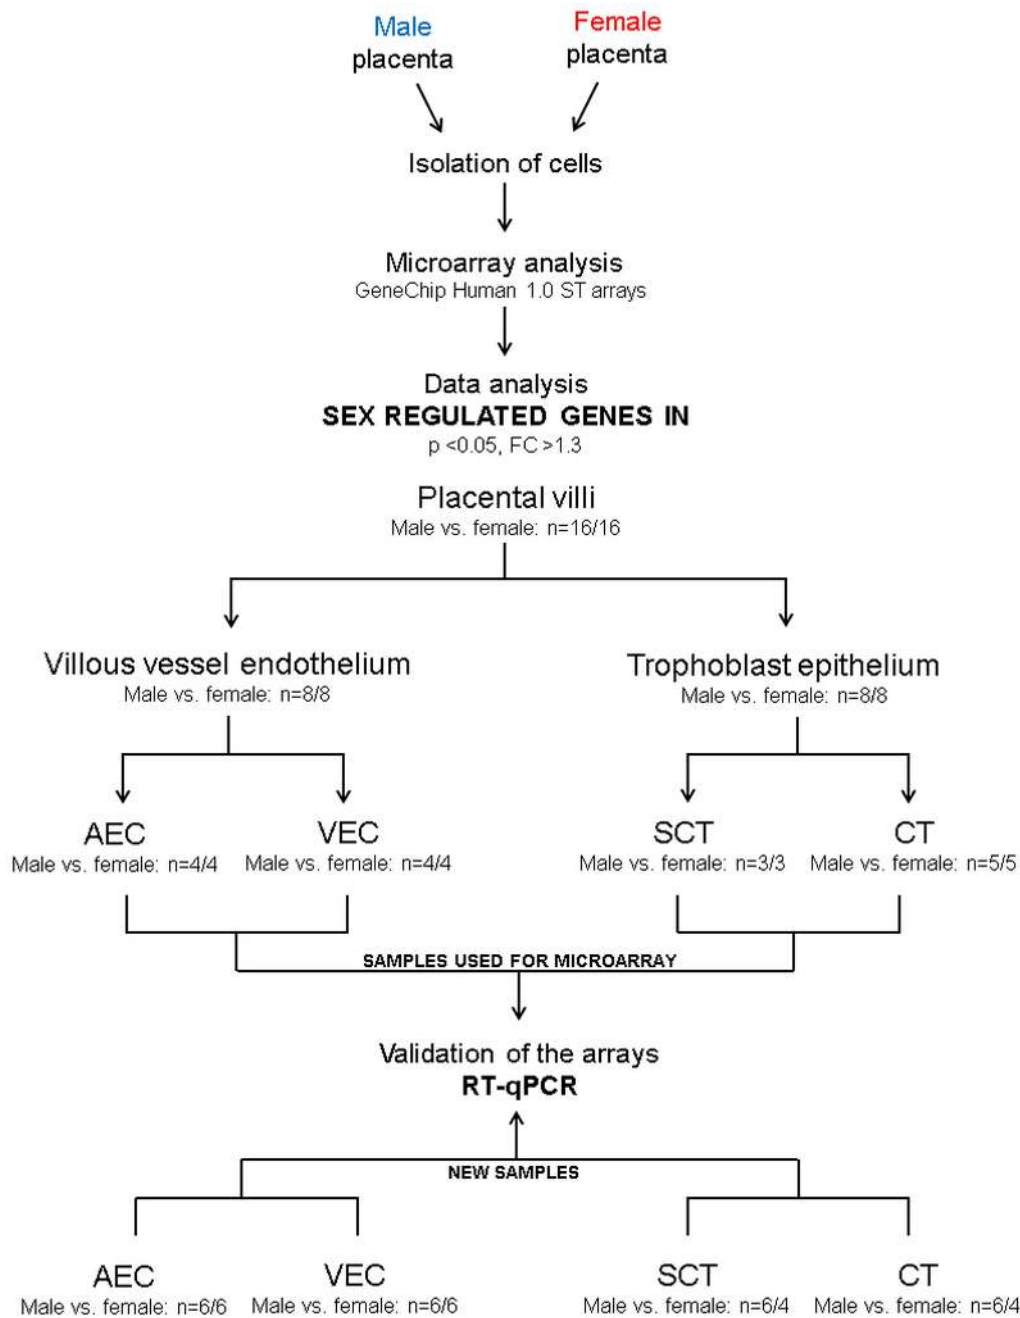 Male
placenta
Female
placenta
Isolation of cells
Microarray analysis
GeneChip Human 1.0 ST arrays
Data analysis
SEX REGULATED GENES IN
p <0.05, FC >1.3
Placental villi
Male vs. female: n=16/16
Villous vessel endothelium
Male vs. female: n=8/8
Trophoblast epithelium
Male vs. female: n=8/8
AEC
Male vs. female: n=4/4
VEC
Male vs. female: n=4/4
SCT
Male vs. female: n=3/3
CT
Male vs. female: n=5/5
SAMPLES USED FOR MICROARRAY
Validation of the arrays
RT-qPCR
NEW SAMPLES
AEC
Male vs. female: n=6/6
VEC
Male vs. female: n=6/6
SCT
Male vs. female: n=6/4
CT
Male vs. female: n=6/4